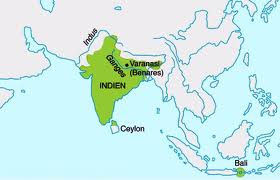 Indus
Ganges
Varanasi
(Benares)
INDIEN
Ceylon
Bali